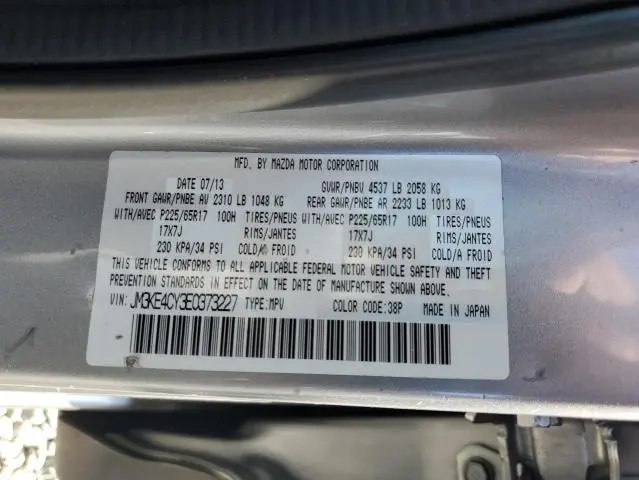 MFD. BY MAZDA MOTOR CORPORATION
DATE 07/13 GVWR/PNBV 4537 LB 2058 KG
FRONT GAWR/PNBE AV 2310 LB 1048 KG REAR GAWR/PNBE AR 2233 LB 1013 KG
WITH/AVEC P225/65R17 100H TIRES/PNEUS WITH/AVEC P225/65R17 100H TIRES/PNEUS
17X7J RIMS/JANTES 17X7J RIMS/JANTES
230 KPA/34 PSI COLD/A FROID 230 KPA/34 PSI COLD/A FROID
THIS VEHICLE CONFORMS TO ALL APPLICABLE FEDERAL MOTOR VEHICLE SAFETY AND THEFT
PREVENTION STANDARDS IN EFFECT ON THE DATE OF MANUFACTURE SHOWN ABOVE.
VIN: JM3KE4CY3E0373227 TYPE:MPV COLOR CODE:38P MADE IN JAPAN